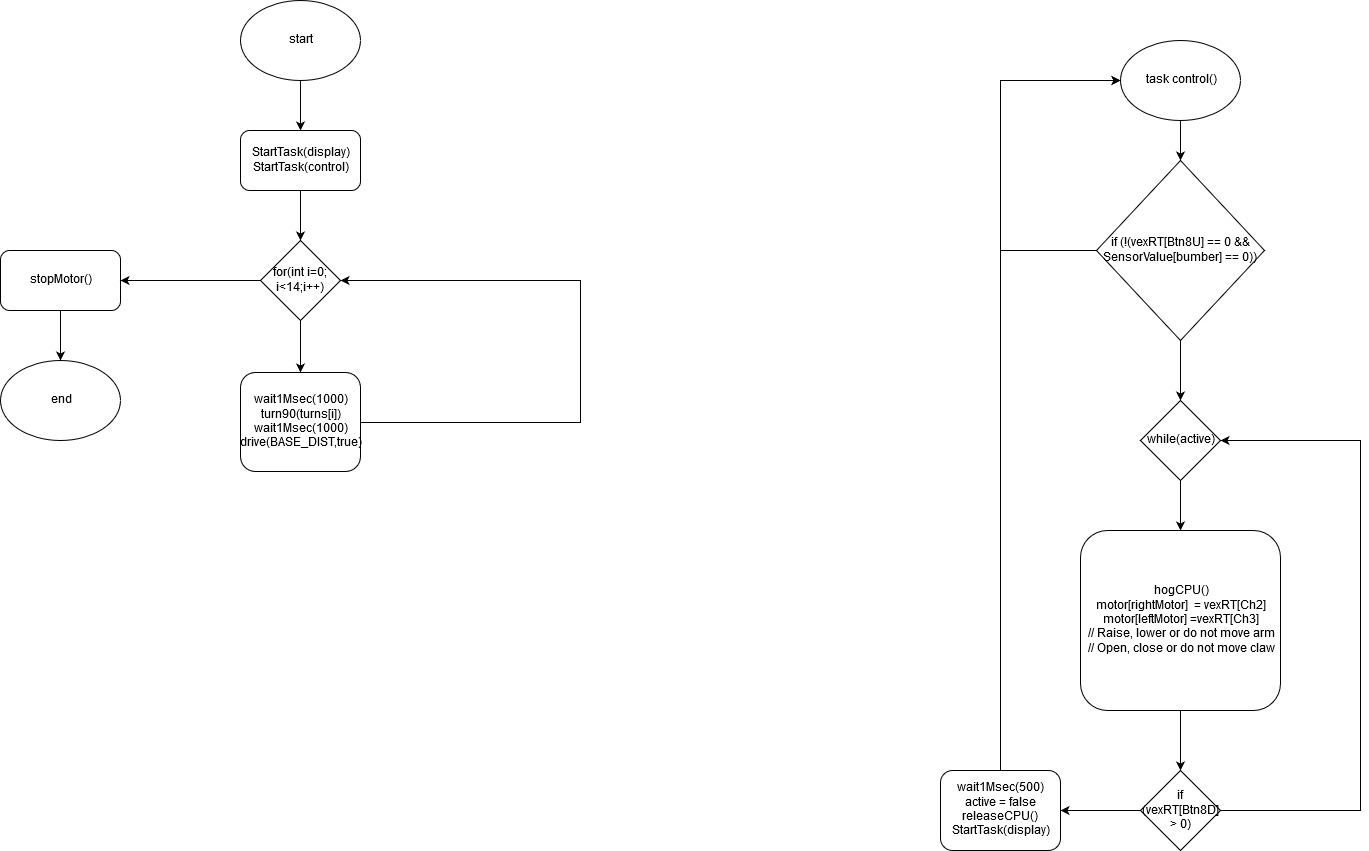 start
StartTask(display)
StartTask(control)
for(int i=0;
i<14;i++)
stopMotor()
end
wait1Msec(1000)
turn90(turns[i])
wait1Msec(1000)
drive(BASE_DIST,true)
task control()
if (!(vexRT[Btn8U] == 0 &&
SensorValue[bumber] == 0))
while(active)
hogCPU()
motor[rightMotor]  = vexRT[Ch2]
motor[leftMotor] =vexRT[Ch3]
// Raise, lower or do not move arm
// Open, close or do not move claw
if
(vexRT[Btn8D]
> 0)
wait1Msec(500)
active = false
releaseCPU()
StartTask(display)